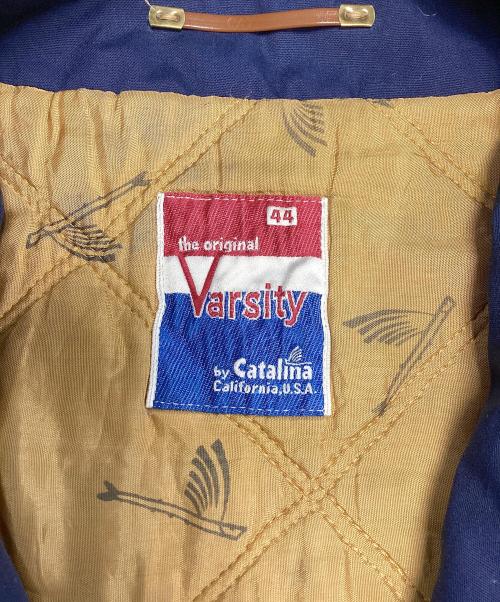 44
the original
Varsity
by Catalina
California, U.S.A.